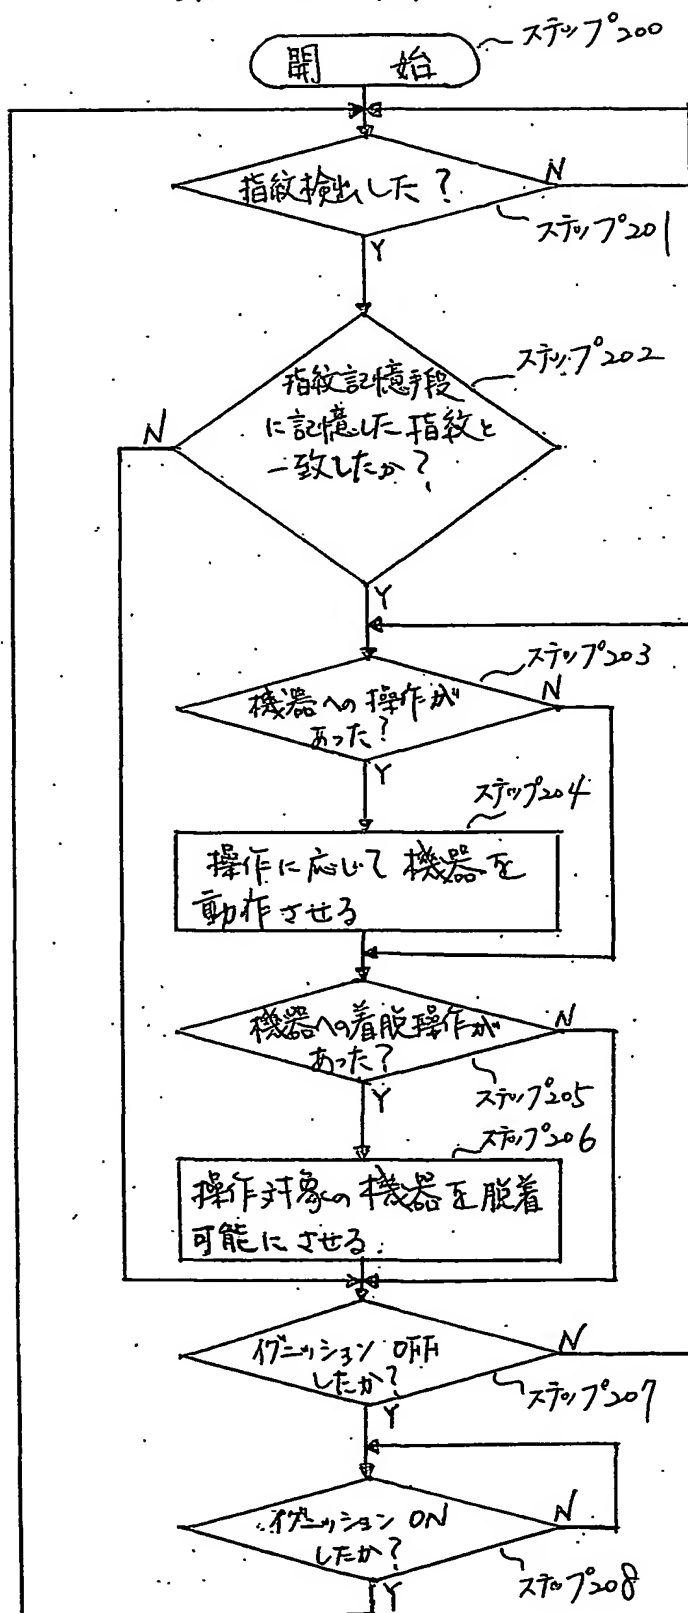 ステップ200
開 始
指紋検出した?
N
ステップ201
Y
ステップ202
指紋記憶手段
に記憶した指紋と
一致したか?
N
Y
ステップ203
機器への操作が
あった?
N
Y
ステップ204
操作に応じて機器を
動作させる
機器への着脱操作が
あった?
N
ステップ205
Y
ステップ206
操作対象の機器を脱着
可能にさせる.
イグニッション OFF
したか?
N
ステップ207
Y
イグニッション ON
したか?
N
ステップ208
Y